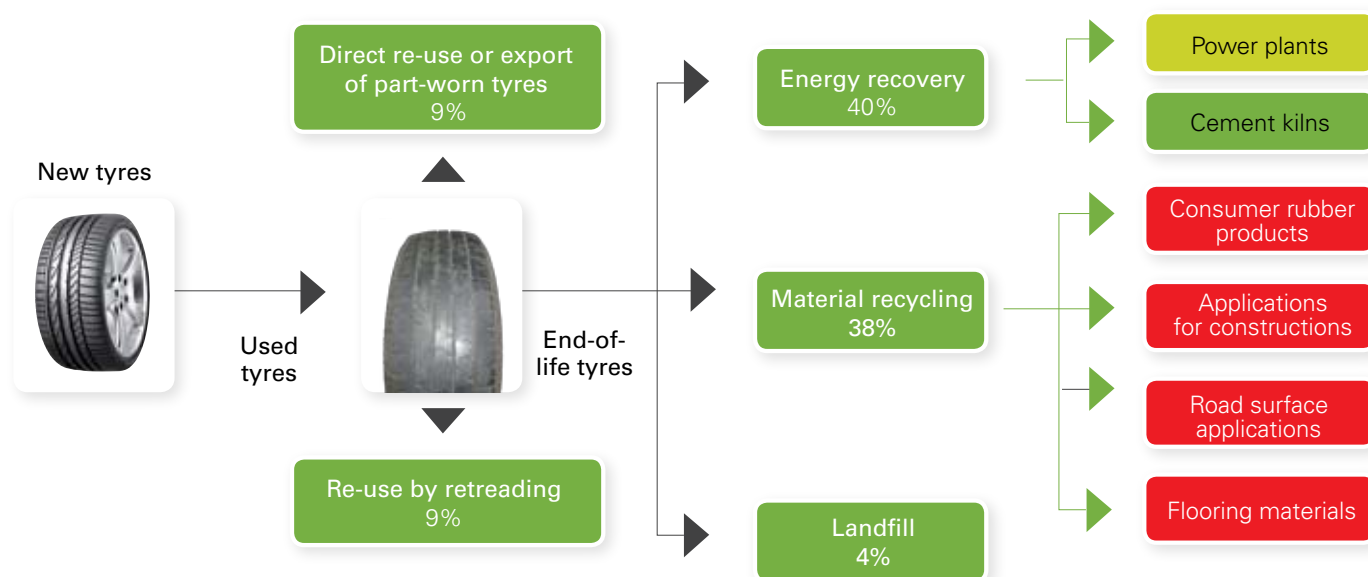 New tyres
Used
tyres
Direct re-use or export
of part-worn tyres
9%
Re-use by retreading
9%
End-of-
life tyres
Energy recovery
40%
Material recycling
38%
Landfill
4%
Power plants
Cement kilns
Consumer rubber
products
Applications
for constructions
Road surface
applications
Flooring materials